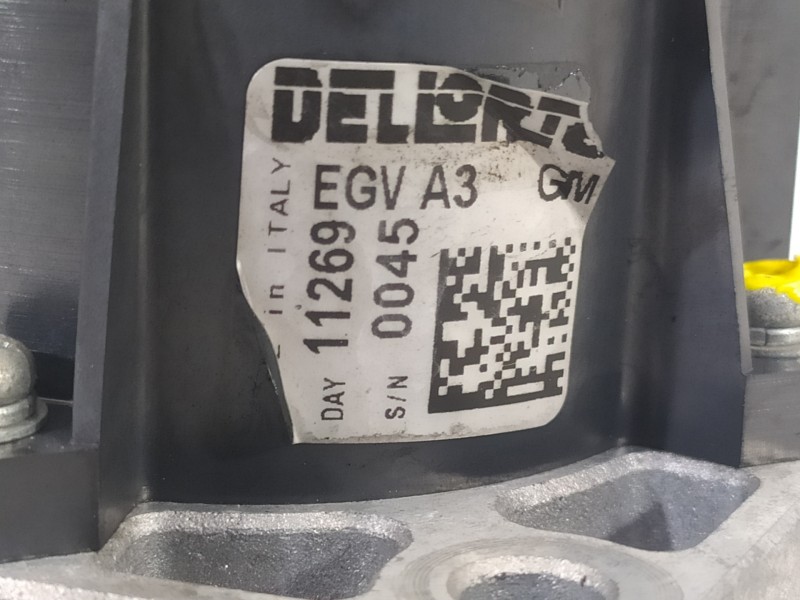 DELLORTO
EGV A3 GM
in ITALY
DAY 11269
S/N 0045